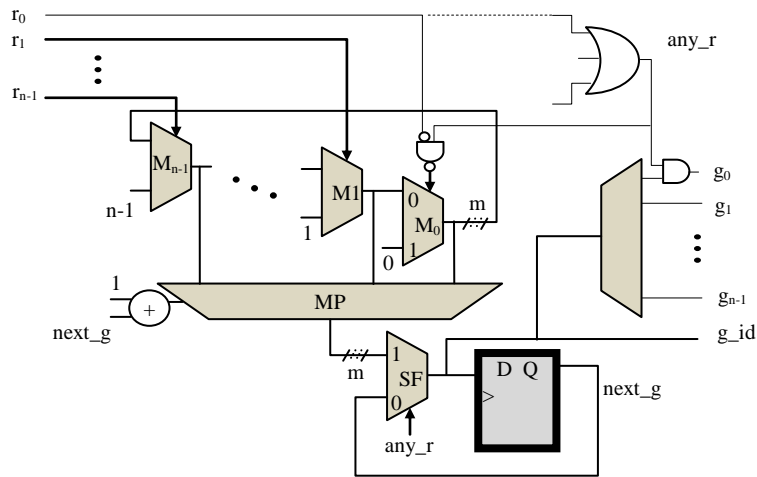 r0
r1
any_r
rn-1
Mn-1
g0
M1
0
m
g1
n-1
1
M0
0
1
1
MP
gn-1
+
next_g
g_id
1
m
SF
D Q
next_g
0
any_r